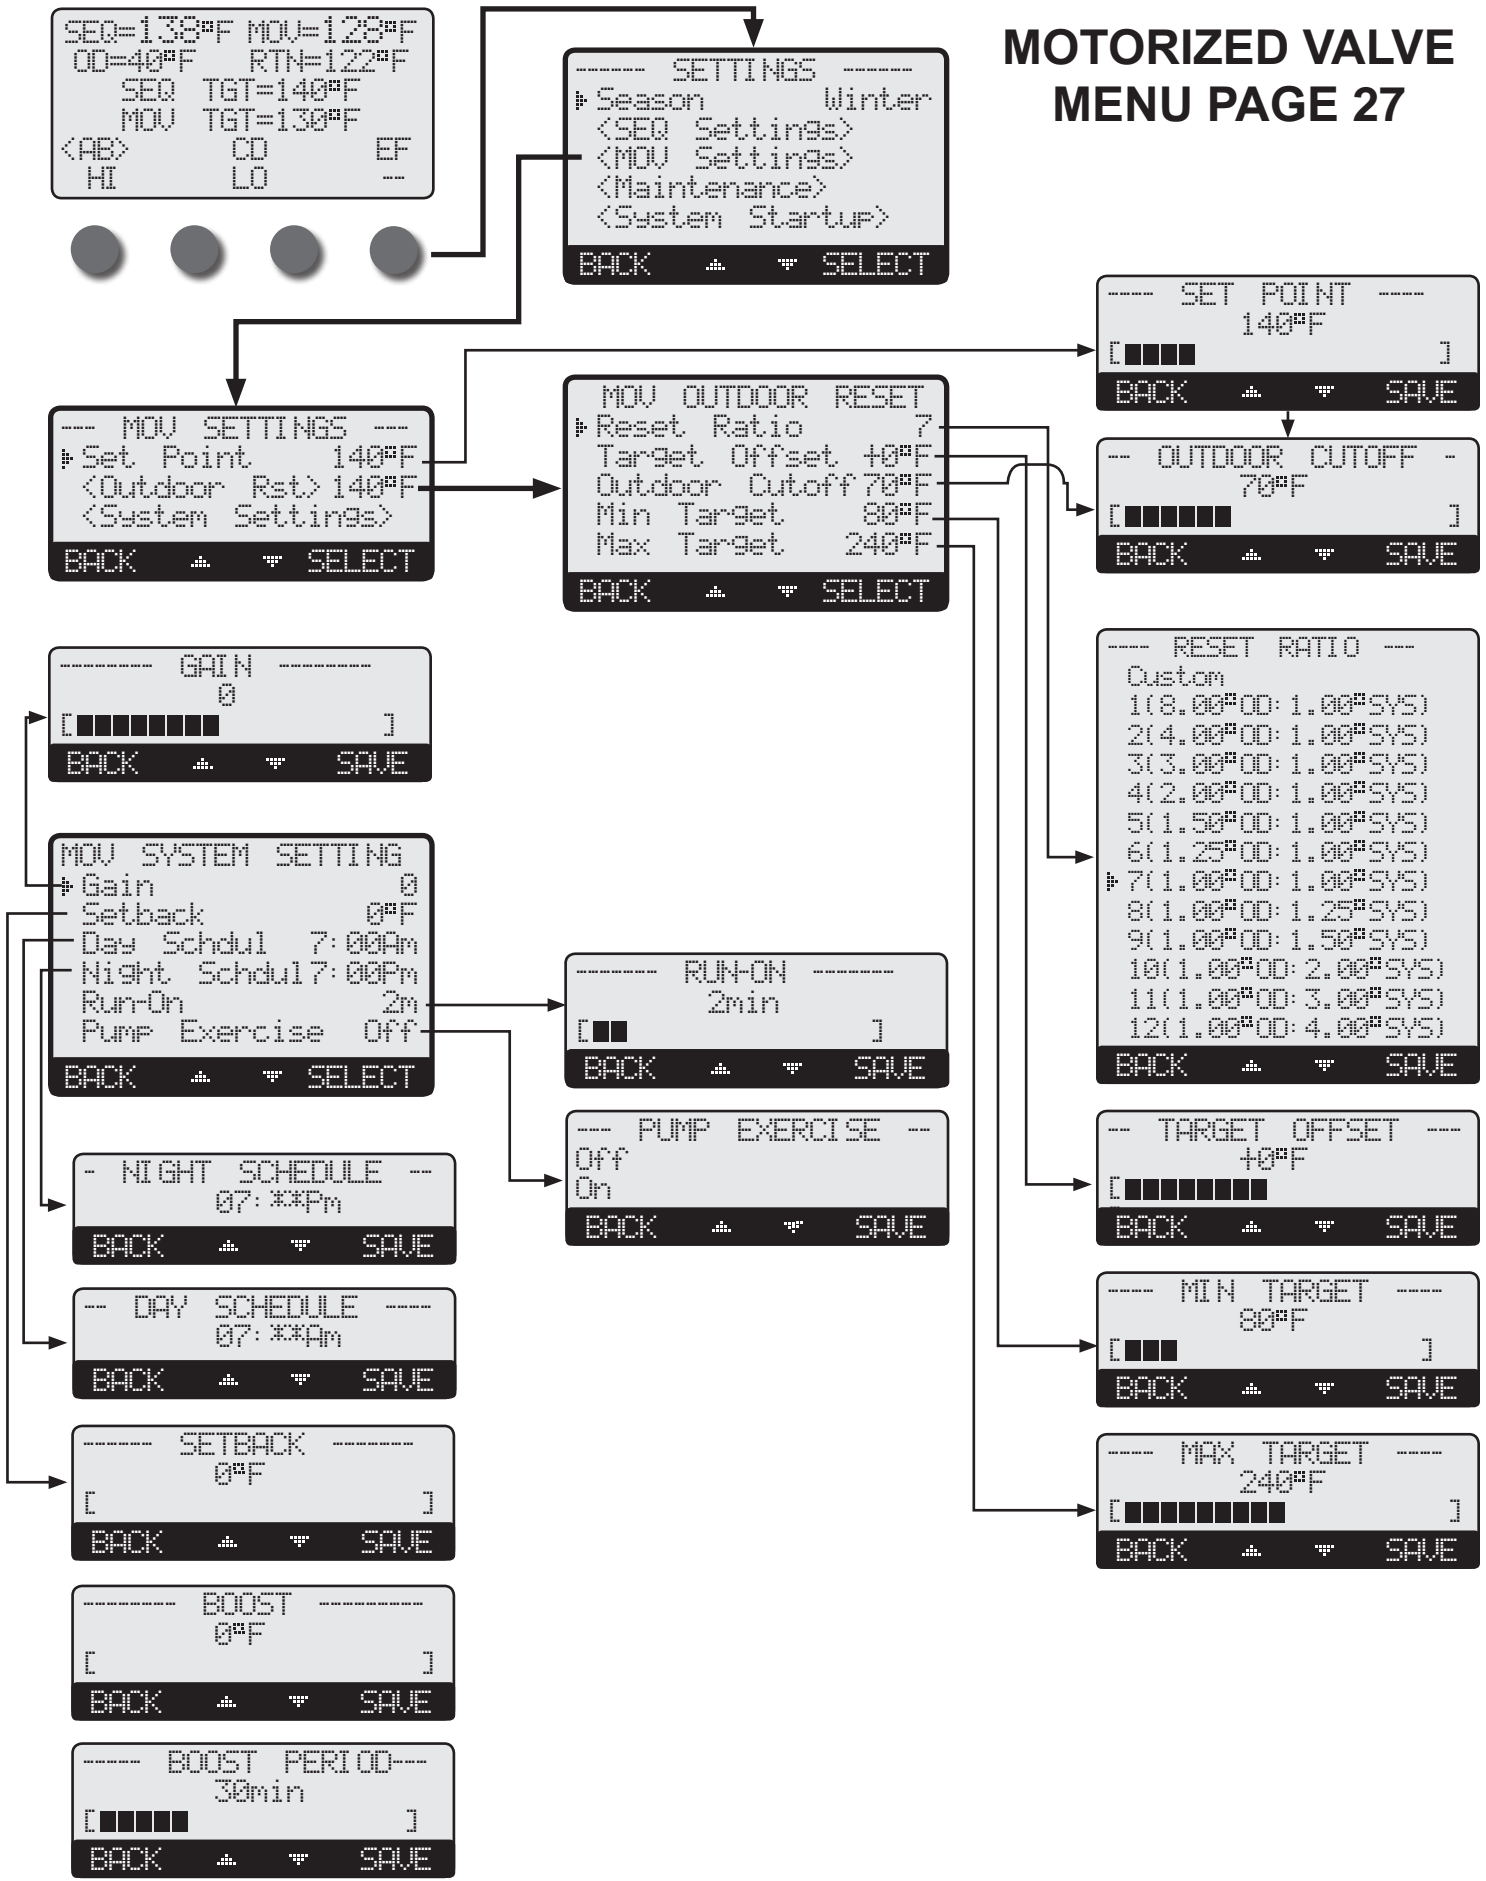 MOTORIZED VALVE
MENU PAGE 27
SEQ=138°F MOV=128°F
OD=40°F RTN=122°F
SEQ TGT=140°F
MOV TGT=130°F
<AB> CD EF
HI LO --
------ SETTINGS ------
Season Winter
<SEQ Settings>
<MOV Settings>
<Maintenance>
<System Startup>
BACK SELECT
--- MOV SETTINGS ---
Set Point 140°F
<Outdoor Rst> 140°F
<System Settings>
BACK SELECT
MOV OUTDOOR RESET
Reset Ratio 7
Target Offset +0°F
Outdoor Cutoff 70°F
Min Target 80°F
Max Target 240°F
BACK SELECT
---- SET POINT ----
140°F
[ ]
BACK SAVE
-- OUTDOOR CUTOFF -
70°F
[ ]
BACK SAVE
---- RESET RATIO ---
Custom
1(8.00°OD:1.00°SYS)
2(4.00°OD:1.00°SYS)
3(3.00°OD:1.00°SYS)
4(2.00°OD:1.00°SYS)
5(1.50°OD:1.00°SYS)
6(1.25°OD:1.00°SYS)
7(1.00°OD:1.00°SYS)
8(1.00°OD:1.25°SYS)
9(1.00°OD:1.50°SYS)
10(1.00°OD:2.00°SYS)
11(1.00°OD:3.00°SYS)
12(1.00°OD:4.00°SYS)
BACK SAVE
-- TARGET OFFSET ---
+0°F
[
BACK SAVE
---- MIN TARGET ----
80°F
[ ]
BACK SAVE
---- MAX TARGET ----
240°F
[ ]
BACK SAVE
-------- GAIN --------
0
[ ]
BACK SAVE
MOV SYSTEM SETTING
Gain 0
Setback 0°F
Day Schdul 7:00Am
Night Schdul 7:00Pm
Run-On 2m
Pump Exercise Off
BACK SELECT
------- RUN-ON -------
2min
[ ]
BACK SAVE
--- PUMP EXERCISE --
Off
On
BACK SAVE
- NIGHT SCHEDULE --
07:**Pm
BACK SAVE
-- DAY SCHEDULE ----
07:**Am
BACK SAVE
------ SETBACK -------
0°F
[ ]
BACK SAVE
-------- BOOST ---------
0°F
[ ]
BACK SAVE
----- BOOST PERIOD---
30min
[ ]
BACK SAVE